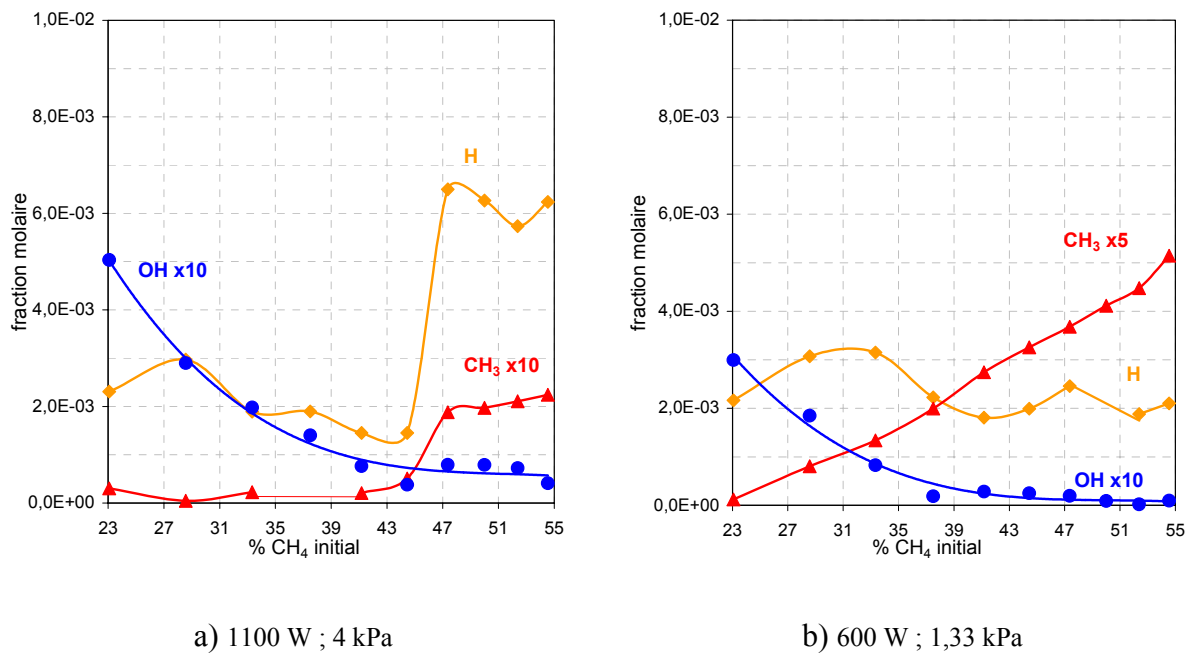 1,0E-02
8,0E-03
6,0E-03
4,0E-03
2,0E-03
0,0E+00
fraction molaire
H
OH x10
CH₃ x10
23 27 31 35 39 43 47 51 55
% CH₄ initial
a) 1100 W ; 4 kPa
1,0E-02
8,0E-03
6,0E-03
4,0E-03
2,0E-03
0,0E+00
fraction molaire
CH₃ x5
H
OH x10
23 27 31 35 39 43 47 51 55
% CH₄ initial
b) 600 W ; 1,33 kPa